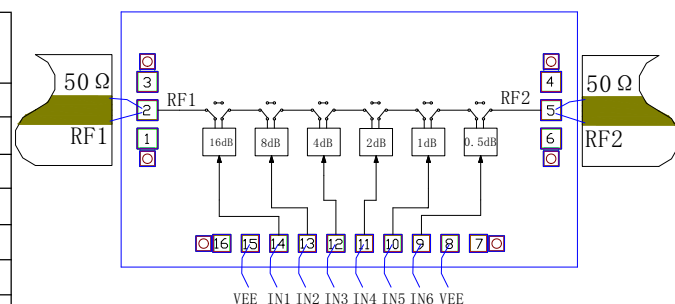 3
4
50 Ω
50 Ω
RF1
RF2
2
5
RF1
RF2
1
6
16dB
8dB
4dB
2dB
1dB
0.5dB
16 15 14 13 12 11 10 9 8 7
VEE IN1 IN2 IN3 IN4 IN5 IN6 VEE